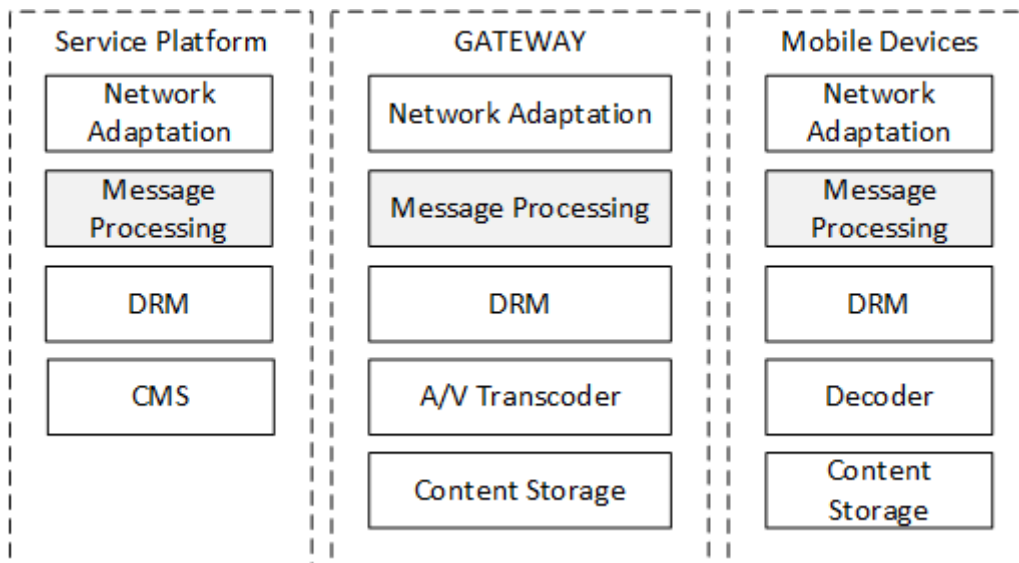 Service Platform
Network
Adaptation
Message
Processing
DRM
CMS
GATEWAY
Network Adaptation
Message Processing
DRM
A/V Transcoder
Content Storage
Mobile Devices
Network
Adaptation
Message
Processing
DRM
Decoder
Content
Storage